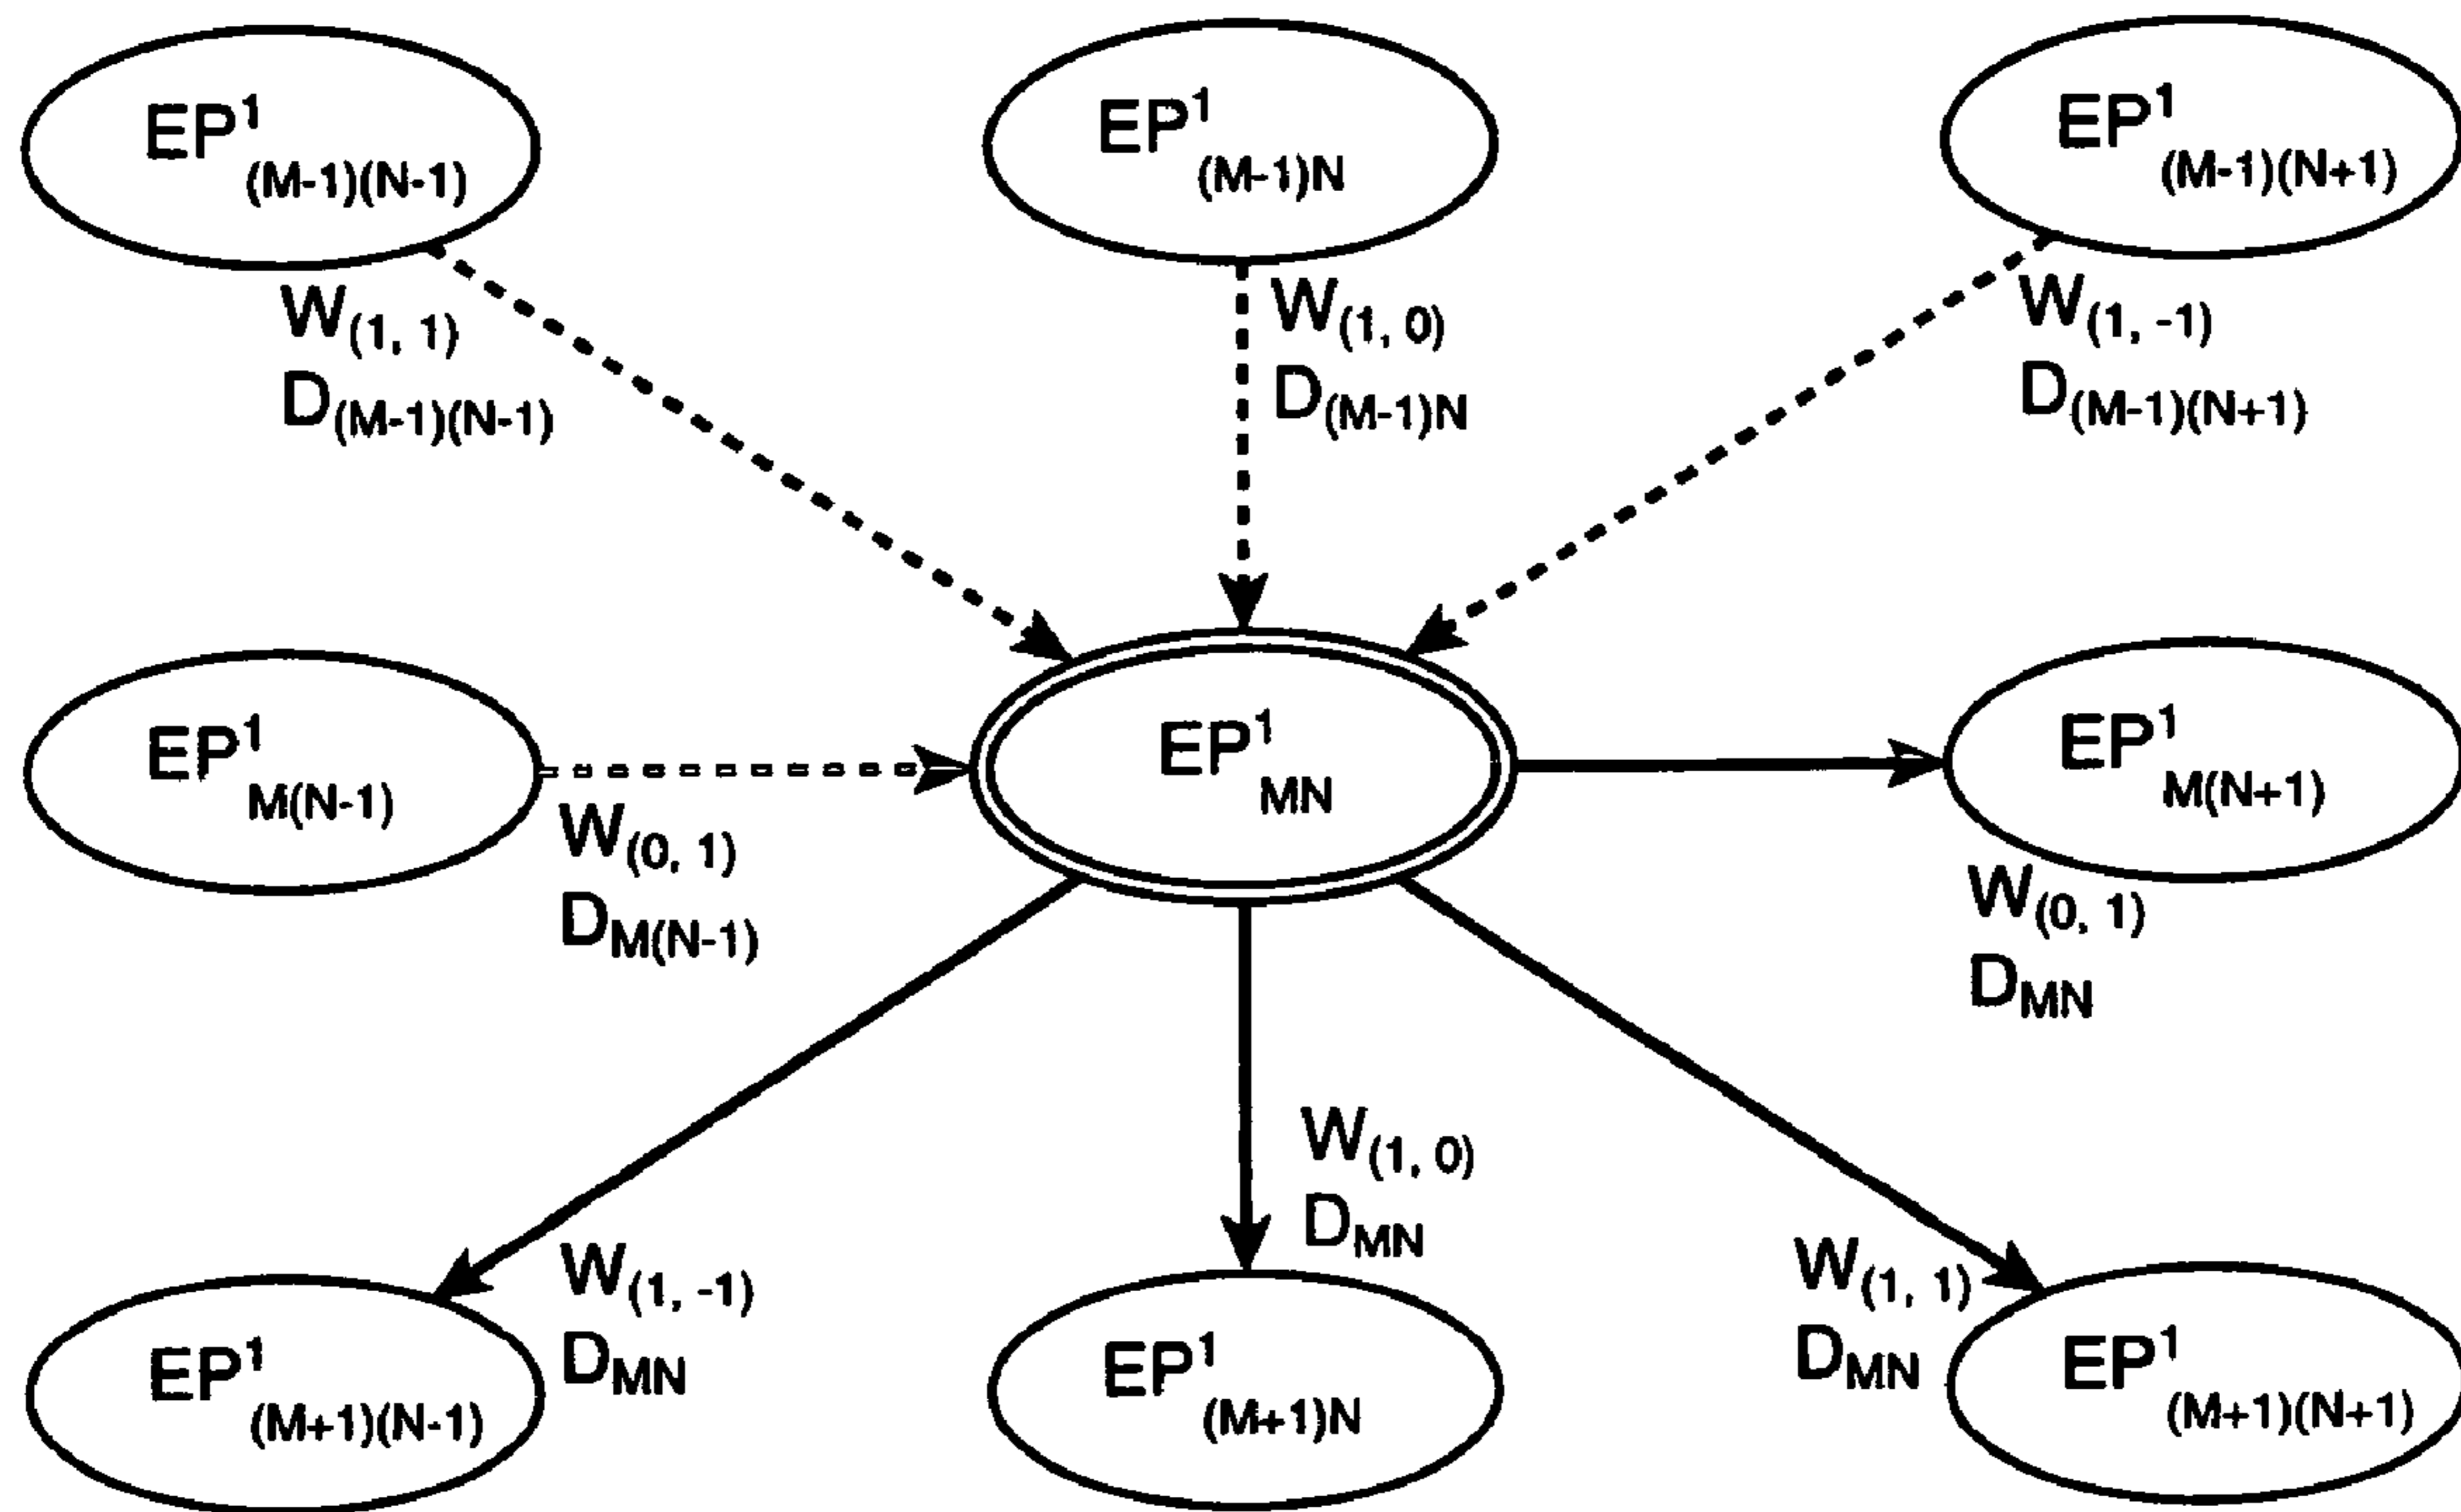 EP¹(M-1)(N-1)
EP¹(M-1)N
EP¹(M-1)(N+1)
W(1, 1)
D(M-1)(N-1)
W(1, 0)
D(M-1)N
W(1, -1)
D(M-1)(N+1)
EP¹M(N-1)
EP¹MN
EP¹M(N+1)
W(0, 1)
DM(N-1)
W(0, 1)
DMN
W(1, -1)
DMN
W(1, 0)
DMN
W(1, 1)
DMN
EP¹(M+1)(N-1)
EP¹(M+1)N
EP¹(M+1)(N+1)